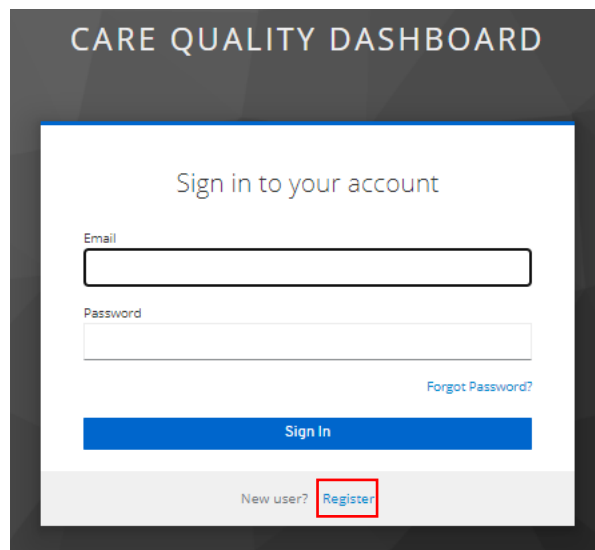 CARE QUALITY DASHBOARD
Sign in to your account
Email
Password
Forgot Password?
Sign In
New user? Register